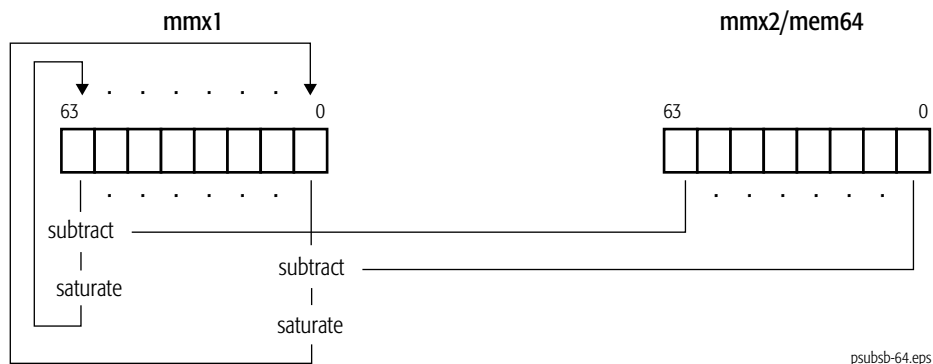 mmx1 mmx2/mem64
. . . . . .
63 0 63 0
. . . . . . . . . . . .
subtract
subtract
saturate
saturate
psubsb-64.eps